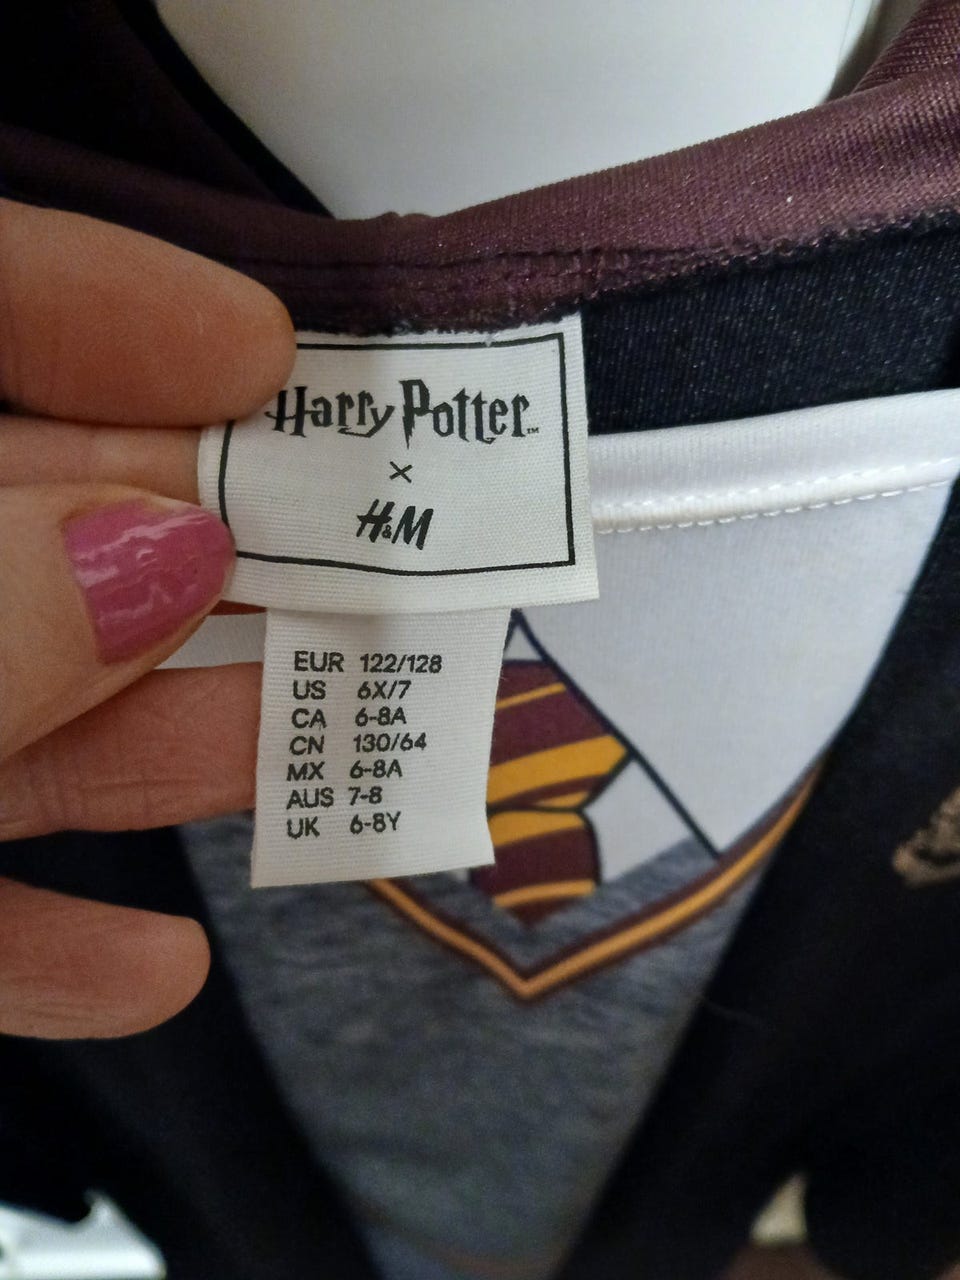 Harry Potter™
×
H&M
EUR 122/128
US 6X/7
CA 6-8A
CN 130/64
MX 6-8A
AUS 7-8
UK 6-8Y